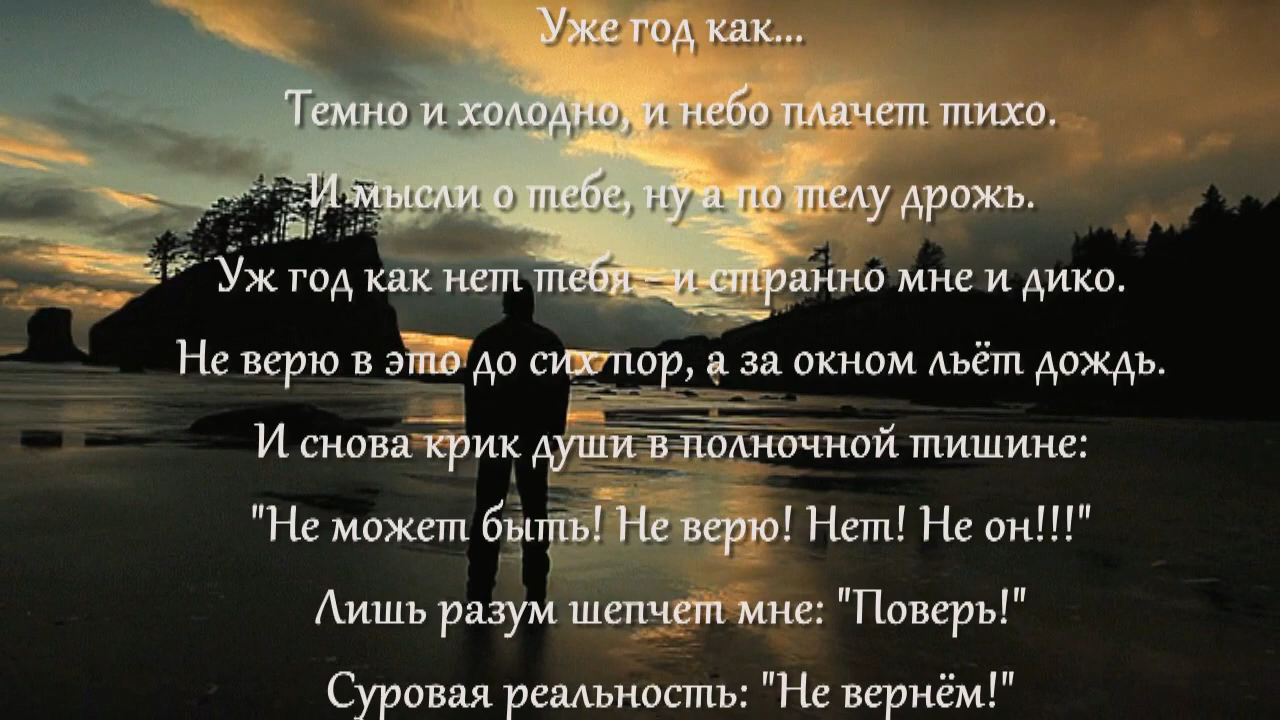 Уже год как...
Темно и холодно, и небо плачет тихо.
И мысли о тебе, ну а по телу дрожь.
Уж год как нет тебя - и странно мне и дико.
Не верю в это до сих пор, а за окном льёт дождь.
И снова крик души в полночной тишине:
"Не может быть! Не верю! Нет! Не он!!!"
Лишь разум шепчет мне: "Поверь!"
Суровая реальность: "Не вернём!"